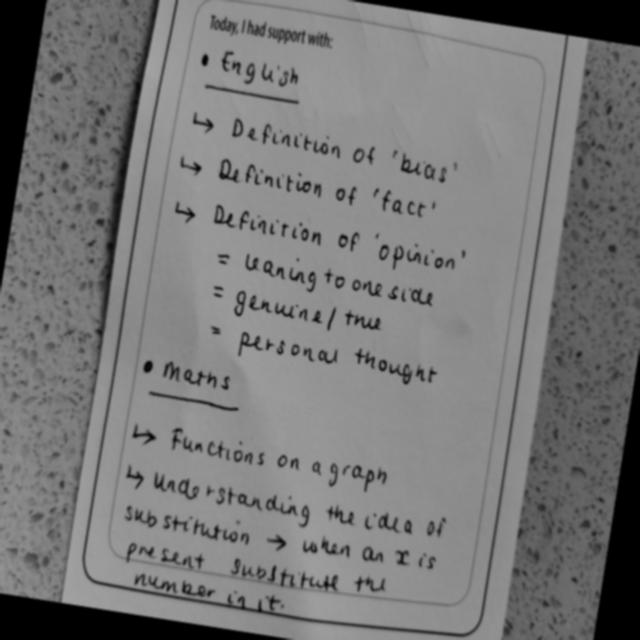 Today, I had support with:
• English
↳ Definition of 'bias'
↳ Definition of 'fact'
↳ Definition of 'opinion'
= leaning to one side
= genuine/true
= personal thought
• Maths
↳ Functions on a graph
↳ Understanding the idea of
substitution → when an x is
present substitute the
number in it.